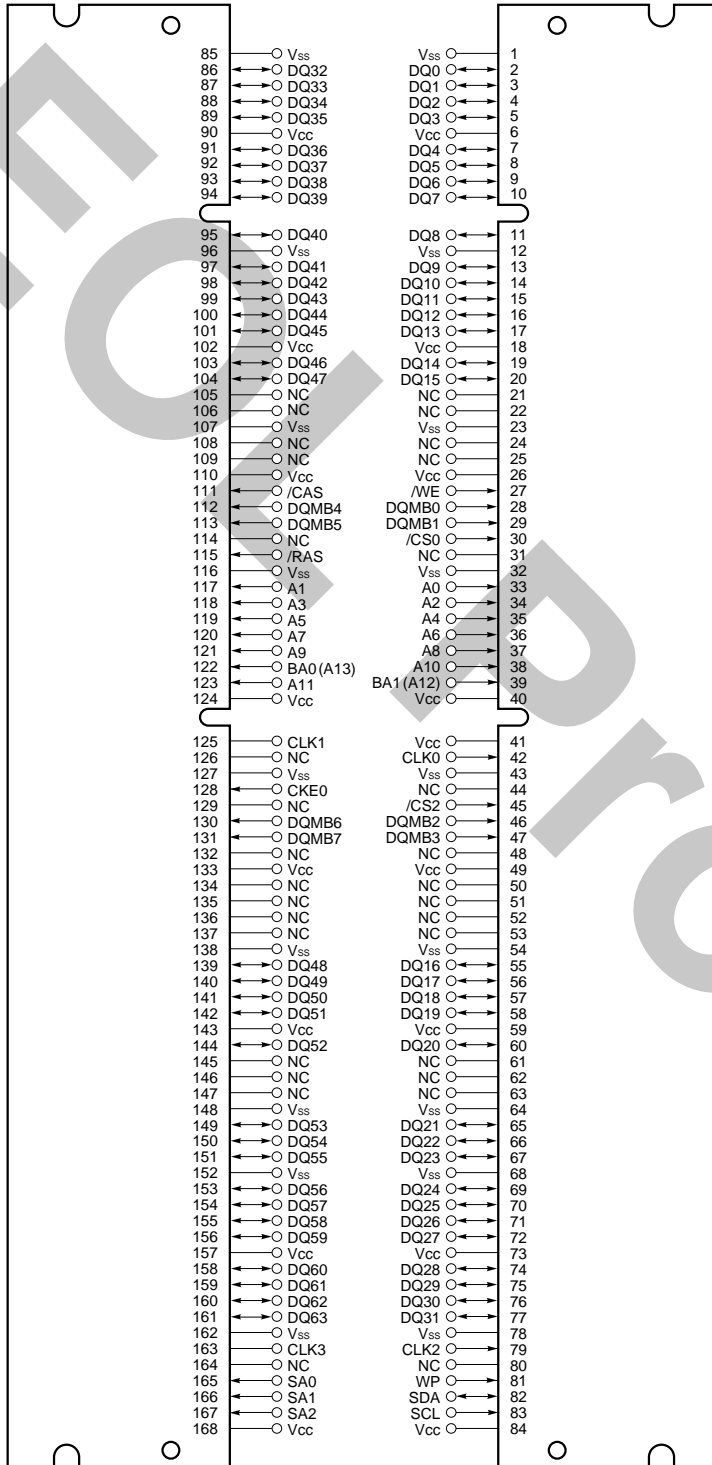 85 Vss Vss 1
86 DQ32 DQ0 2
87 DQ33 DQ1 3
88 DQ34 DQ2 4
89 DQ35 DQ3 5
90 Vcc Vcc 6
91 DQ36 DQ4 7
92 DQ37 DQ5 8
93 DQ38 DQ6 9
94 DQ39 DQ7 10
95 DQ40 DQ8 11
96 Vss Vss 12
97 DQ41 DQ9 13
98 DQ42 DQ10 14
99 DQ43 DQ11 15
100 DQ44 DQ12 16
101 DQ45 DQ13 17
102 Vcc Vcc 18
103 DQ46 DQ14 19
104 DQ47 DQ15 20
105 NC NC 21
106 NC NC 22
107 Vss Vss 23
108 NC NC 24
109 NC NC 25
110 Vcc Vcc 26
111 /CAS /WE 27
112 DQMB4 DQMB0 28
113 DQMB5 DQMB1 29
114 NC /CS0 30
115 /RAS NC 31
116 Vss Vss 32
117 A1 A0 33
118 A3 A2 34
119 A5 A4 35
120 A7 A6 36
121 A9 A8 37
122 BA0 (A13) A10 38
123 A11 BA1 (A12) 39
124 Vcc Vcc 40
125 CLK1 Vcc 41
126 NC CLK0 42
127 Vss Vss 43
128 CKE0 NC 44
129 NC /CS2 45
130 DQMB6 DQMB2 46
131 DQMB7 DQMB3 47
132 NC NC 48
133 Vcc Vcc 49
134 NC NC 50
135 NC NC 51
136 NC NC 52
137 NC NC 53
138 Vss Vss 54
139 DQ48 DQ16 55
140 DQ49 DQ17 56
141 DQ50 DQ18 57
142 DQ51 DQ19 58
143 Vcc Vcc 59
144 DQ52 DQ20 60
145 NC NC 61
146 NC NC 62
147 NC NC 63
148 Vss Vss 64
149 DQ53 DQ21 65
150 DQ54 DQ22 66
151 DQ55 DQ23 67
152 Vss Vss 68
153 DQ56 DQ24 69
154 DQ57 DQ25 70
155 DQ58 DQ26 71
156 DQ59 DQ27 72
157 Vcc Vcc 73
158 DQ60 DQ28 74
159 DQ61 DQ29 75
160 DQ62 DQ30 76
161 DQ63 DQ31 77
162 Vss Vss 78
163 CLK3 CLK2 79
164 NC NC 80
165 SA0 WP 81
166 SA1 SDA 82
167 SA2 SCL 83
168 Vcc Vcc 84
EOL Pro